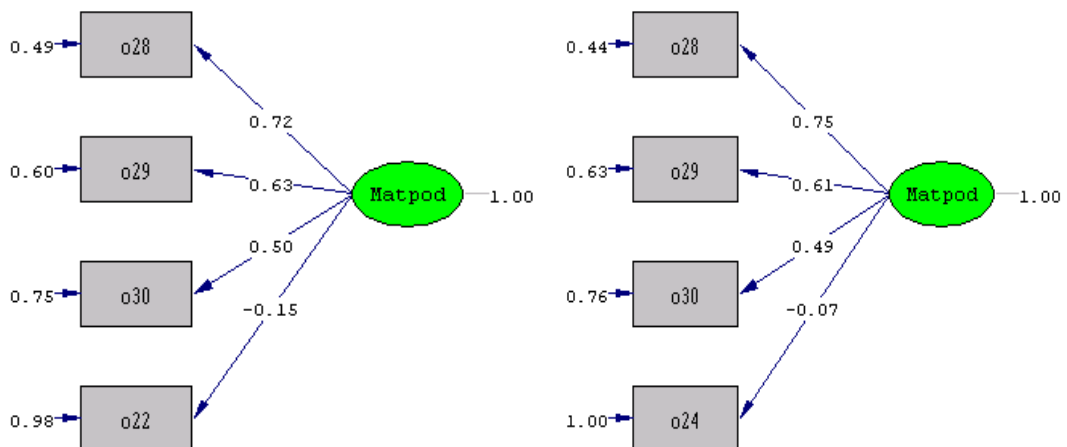 0.49 o28
0.72
0.60 o29
0.63
Matpod 1.00
0.50
0.75 o30
-0.15
0.98 o22
0.44 o28
0.75
0.63 o29
0.61
Matpod 1.00
0.49
0.76 o30
-0.07
1.00 o24